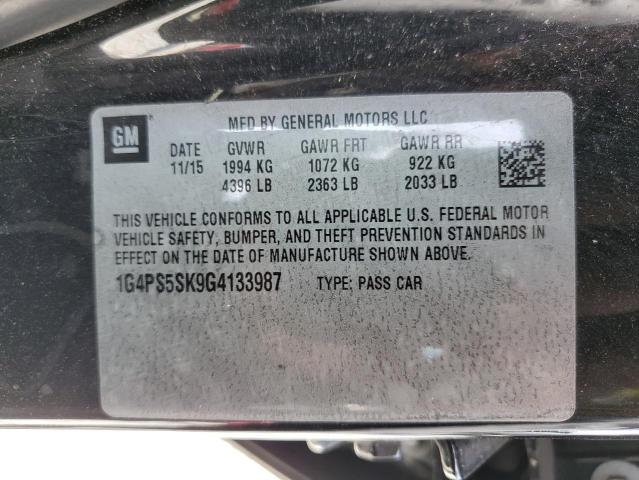 GM
MFD BY GENERAL MOTORS LLC
DATE GVWR GAWR FRT GAWR RR
11/15 1994 KG 1072 KG 922 KG
4396 LB 2363 LB 2033 LB
THIS VEHICLE CONFORMS TO ALL APPLICABLE U.S. FEDERAL MOTOR
VEHICLE SAFETY, BUMPER, AND THEFT PREVENTION STANDARDS IN
EFFECT ON THE DATE OF MANUFACTURE SHOWN ABOVE.
1G4PS5SK9G4133987 TYPE: PASS CAR